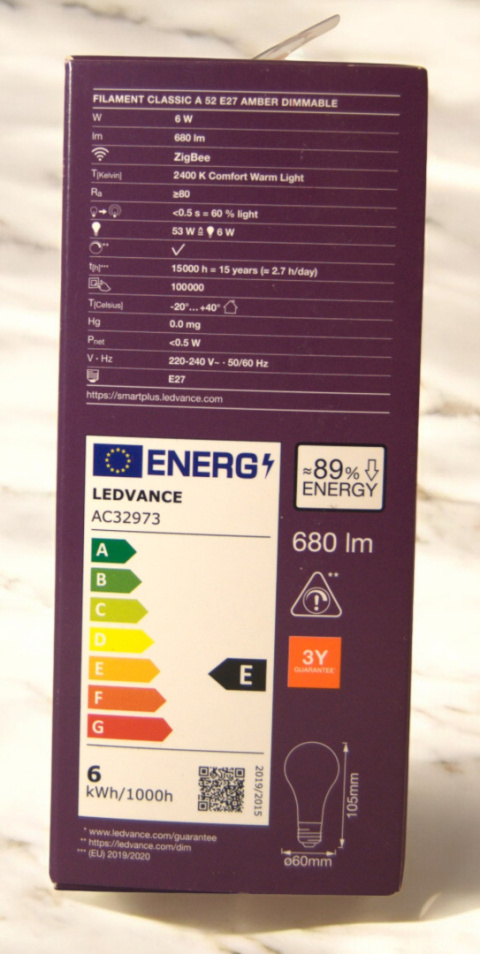 FILAMENT CLASSIC A 52 E27 AMBER DIMMABLE
W 6 W
lm 680 lm
ZigBee
T[Kelvin] 2400 K Comfort Warm Light
Ra ≥80
<0.5 s = 60 % light
53 W ≙ 6 W
** ✓
t[h]*** 15000 h = 15 years (= 2.7 h/day)
100000
T[Celsius] -20°...+40°
Hg 0.0 mg
Pnet <0.5 W
V · Hz 220-240 V~ · 50/60 Hz
E27
https://smartplus.ledvance.com
ENERG
LEDVANCE
AC32973
A
B
C
D
E
F
G
E
6
kWh/1000h
2019/2015
≈89%
ENERGY
680 lm
**
3Y
GUARANTEE*
105mm
ø60mm
* www.ledvance.com/guarantee
** https://ledvance.com/dim
*** (EU) 2019/2020